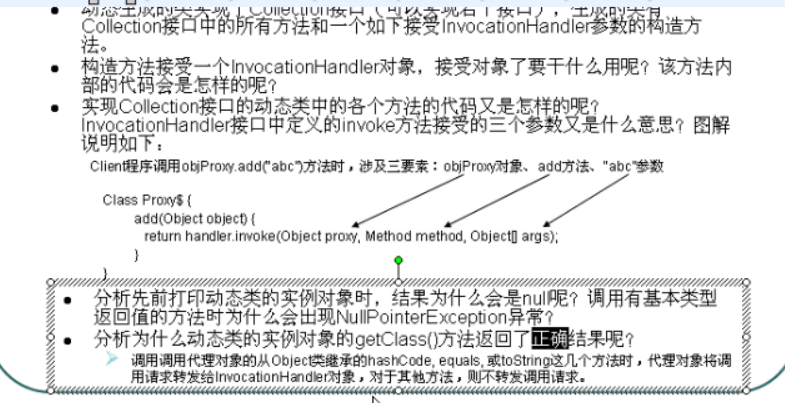 动态生成的类实现了Collection接口（可以实现若干接口），生成的类有
Collection接口中的所有方法和一个如下接受InvocationHandler参数的构造方
法。
构造方法接受一个InvocationHandler对象，接受对象了要干什么用呢？该方法内
部的代码会是怎样的呢？
实现Collection接口的动态类中的各个方法的代码又是怎样的呢？
InvocationHandler接口中定义的invoke方法接受的三个参数又是什么意思？图解
说明如下：
Client程序调用objProxy.add("abc")方法时，涉及三要素：objProxy对象、add方法、"abc"参数
Class Proxy$ {
add(Object object) {
return handler.invoke(Object proxy, Method method, Object[] args);
}
}
分析先前打印动态类的实例对象时，结果为什么会是null呢？调用有基本类型
返回值的方法时为什么会出现NullPointerException异常？
分析为什么动态类的实例对象的getClass()方法返回了正确结果呢？
调用调用代理对象的从Object类继承的hashCode, equals, 或toString这几个方法时，代理对象将调
用请求转发给InvocationHandler对象，对于其他方法，则不转发调用请求。